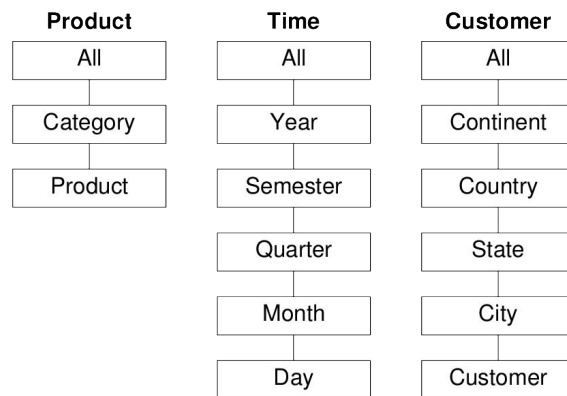 Product
All
Category
Product
Time
All
Year
Semester
Quarter
Month
Day
Customer
All
Continent
Country
State
City
Customer